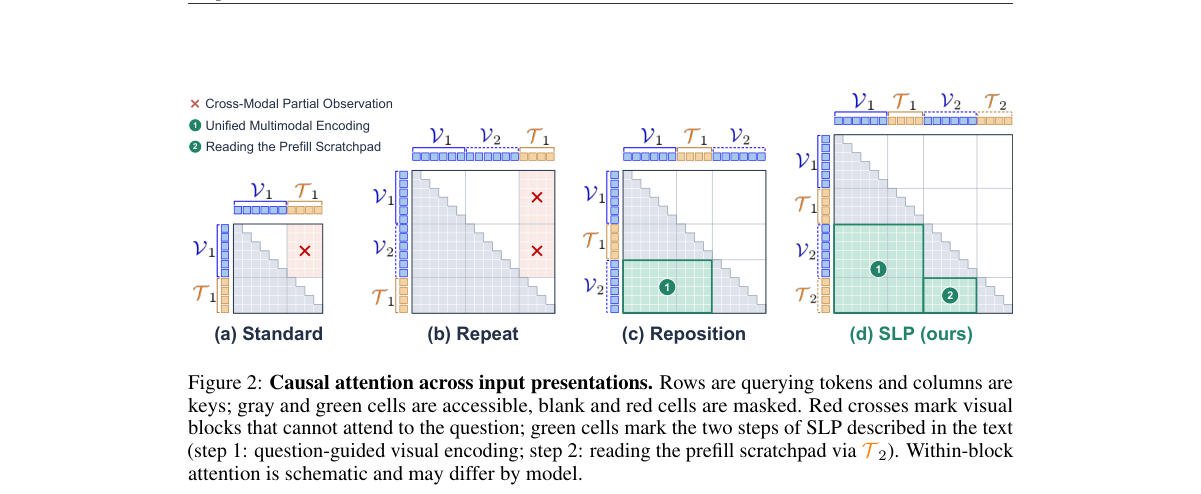 ✕ Cross-Modal Partial Observation
1 Unified Multimodal Encoding
2 Reading the Prefill Scratchpad
𝒱1 𝒯1
𝒱1
𝒯1
✕
(a) Standard
𝒱1 𝒱2 𝒯1
𝒱1
𝒱2
𝒯1
✕
✕
(b) Repeat
𝒱1 𝒯1 𝒱2
𝒱1
𝒯1
𝒱2
1
(c) Reposition
𝒱1 𝒯1 𝒱2 𝒯2
𝒱1
𝒯1
𝒱2
𝒯2
1
2
(d) SLP (ours)
Figure 2: Causal attention across input presentations. Rows are querying tokens and columns are
keys; gray and green cells are accessible, blank and red cells are masked. Red crosses mark visual
blocks that cannot attend to the question; green cells mark the two steps of SLP described in the text
(step 1: question-guided visual encoding; step 2: reading the prefill scratchpad via 𝒯2). Within-block
attention is schematic and may differ by model.